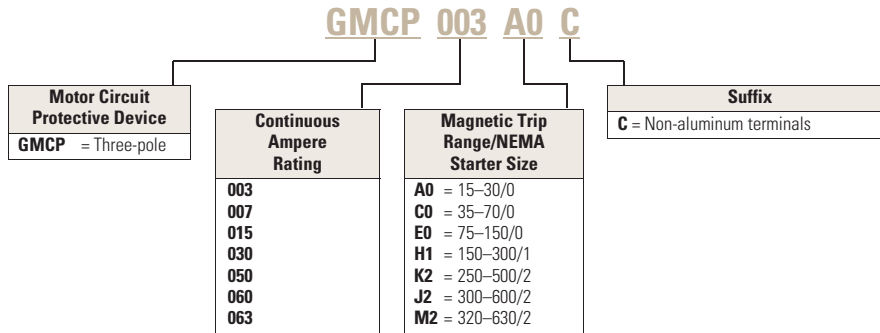 GMCP 003 A0 C
Motor Circuit
Protective Device
GMCP = Three-pole
Continuous
Ampere
Rating
003
007
015
030
050
060
063
Magnetic Trip
Range/NEMA
Starter Size
A0 = 15–30/0
C0 = 35–70/0
E0 = 75–150/0
H1 = 150–300/1
K2 = 250–500/2
J2 = 300–600/2
M2 = 320–630/2
Suffix
C = Non-aluminum terminals